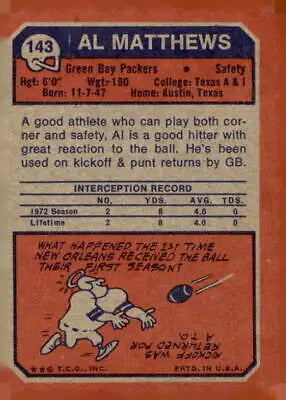 143
AL MATTHEWS
Green Bay Packers • Safety
Hgt: 6'0" Wgt: 190 College: Texas A & I
Born: 11-7-47 Home: Austin, Texas
A good athlete who can play both cor-
ner and safety, Al is a good hitter with
great reaction to the ball. He's been
used on kickoff & punt returns by GB.
INTERCEPTION RECORD
NO. YDS. AVG. TDS.
1972 Season 2 8 4.0 0
Lifetime 2 8 4.0 0
WHAT HAPPENED THE 1ST TIME
NEW ORLEANS RECEIVED THE BALL
THEIR FIRST SEASON?
KICKOFF WAS
RETURNED FOR
A TD.
★★© T.C.G., INC. PRTD. IN U.S.A.